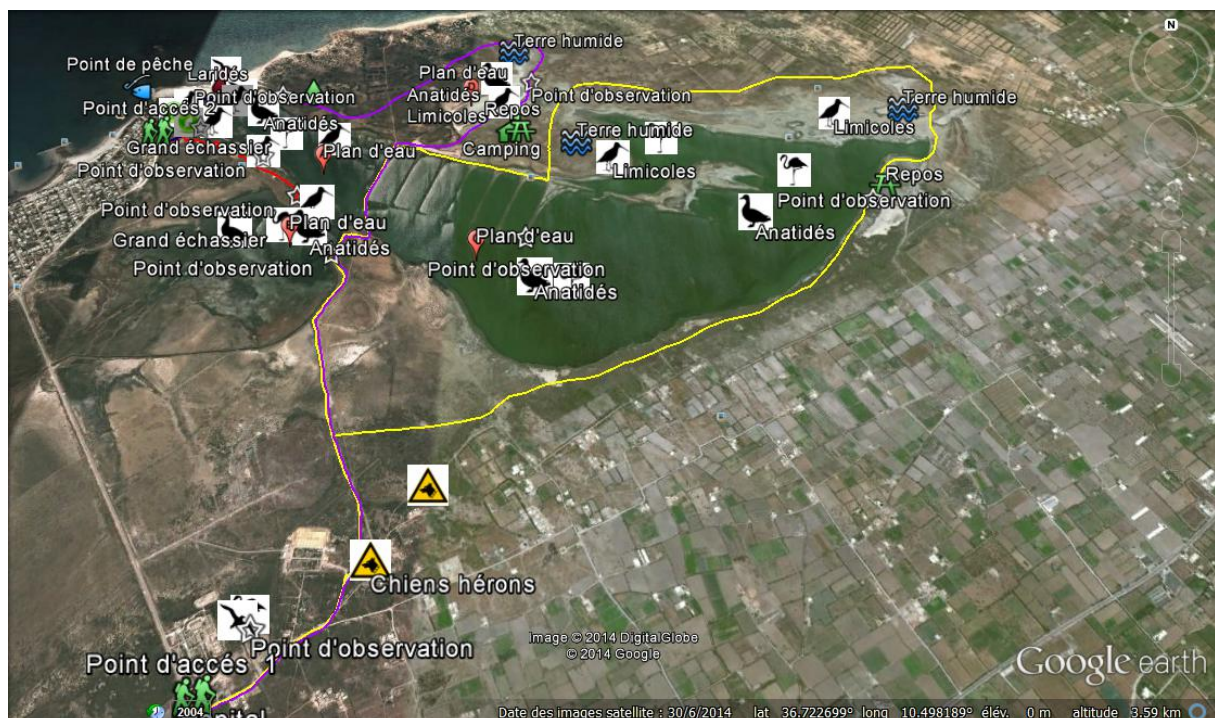 N
Terre humide
Point de pêche
Plan d'eau
Laridés
Anatidés
Point d'observation
Point d'observation
Repos
Limicoles
Point d'accés 2
Anatidés
Terre humide
Limicoles
Terre humide
Grand échassier
Plan d'eau
Camping
Point d'observation
Limicoles
Repos
Point d'observation
Point d'observation
Plan d'eau
Anatidés
Grand échassier
Anatidés
Plan d'eau
Point d'observation
Point d'observation
Anatidés
Chiens hérons
Point d'observation
Point d'accés 1
Image © 2014 DigitalGlobe
© 2014 Google
Google earth
2004
Date des images satellite : 30/6/2014 lat 36.722699° long 10.498189° élév. 0 m altitude 3.59 km